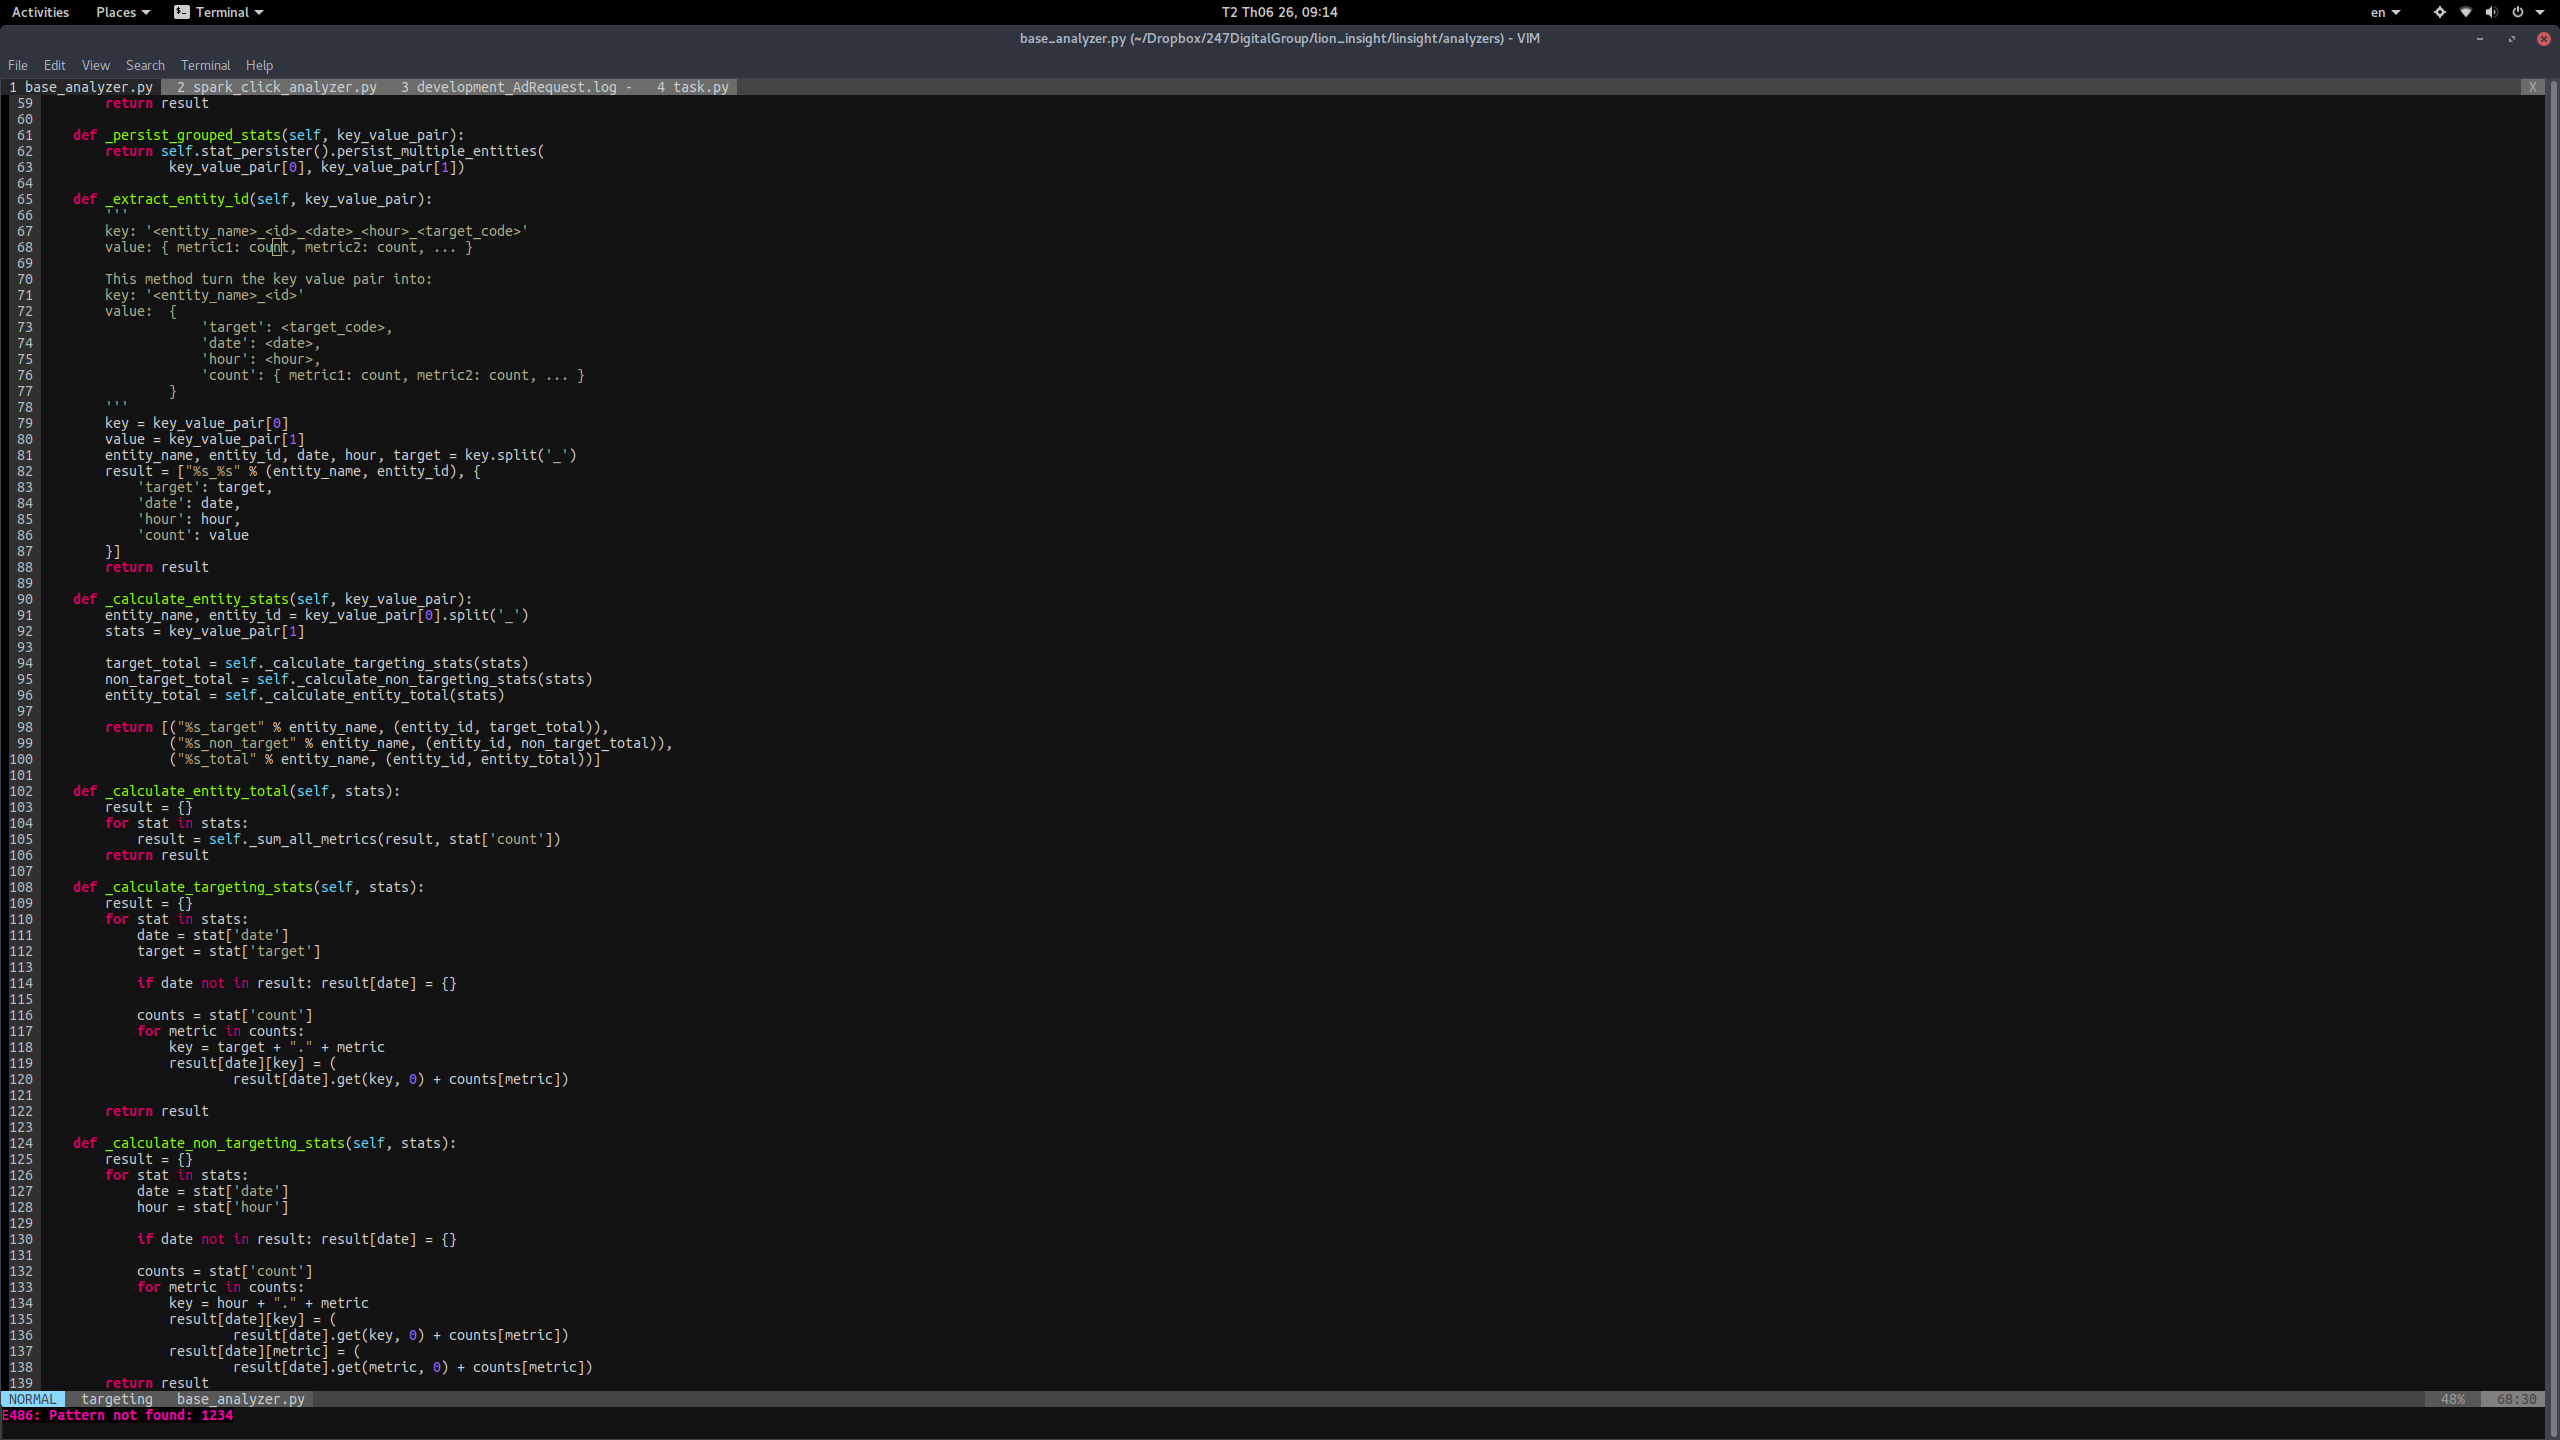 Activities Places Terminal T2 Th06 26, 09:14 en
base_analyzer.py (~/Dropbox/247DigitalGroup/lion_insight/linsight/analyzers) - VIM
File Edit View Search Terminal Help
1 base_analyzer.py 2 spark_click_analyzer.py 3 development_AdRequest.log - 4 task.py X
59         return result
60
61     def _persist_grouped_stats(self, key_value_pair):
62         return self.stat_persister().persist_multiple_entities(
63                 key_value_pair[0], key_value_pair[1])
64
65     def _extract_entity_id(self, key_value_pair):
66         '''
67         key: '<entity_name>_<id>_<date>_<hour>_<target_code>'
68         value: { metric1: count, metric2: count, ... }
69
70         This method turn the key value pair into:
71         key: '<entity_name>_<id>'
72         value:  {
73                     'target': <target_code>,
74                     'date': <date>,
75                     'hour': <hour>,
76                     'count': { metric1: count, metric2: count, ... }
77                 }
78         '''
79         key = key_value_pair[0]
80         value = key_value_pair[1]
81         entity_name, entity_id, date, hour, target = key.split('_')
82         result = ["%s_%s" % (entity_name, entity_id), {
83             'target': target,
84             'date': date,
85             'hour': hour,
86             'count': value
87         }]
88         return result
89
90     def _calculate_entity_stats(self, key_value_pair):
91         entity_name, entity_id = key_value_pair[0].split('_')
92         stats = key_value_pair[1]
93
94         target_total = self._calculate_targeting_stats(stats)
95         non_target_total = self._calculate_non_targeting_stats(stats)
96         entity_total = self._calculate_entity_total(stats)
97
98         return [("%s_target" % entity_name, (entity_id, target_total)),
99                 ("%s_non_target" % entity_name, (entity_id, non_target_total)),
100                 ("%s_total" % entity_name, (entity_id, entity_total))]
101
102     def _calculate_entity_total(self, stats):
103         result = {}
104         for stat in stats:
105             result = self._sum_all_metrics(result, stat['count'])
106         return result
107
108     def _calculate_targeting_stats(self, stats):
109         result = {}
110         for stat in stats:
111             date = stat['date']
112             target = stat['target']
113
114             if date not in result: result[date] = {}
115
116             counts = stat['count']
117             for metric in counts:
118                 key = target + "." + metric
119                 result[date][key] = (
120                         result[date].get(key, 0) + counts[metric])
121
122         return result
123
124     def _calculate_non_targeting_stats(self, stats):
125         result = {}
126         for stat in stats:
127             date = stat['date']
128             hour = stat['hour']
129
130             if date not in result: result[date] = {}
131
132             counts = stat['count']
133             for metric in counts:
134                 key = hour + "." + metric
135                 result[date][key] = (
136                         result[date].get(key, 0) + counts[metric])
137                 result[date][metric] = (
138                         result[date].get(metric, 0) + counts[metric])
139         return result
NORMAL targeting base_analyzer.py 48% 68:30
E486: Pattern not found: 1234